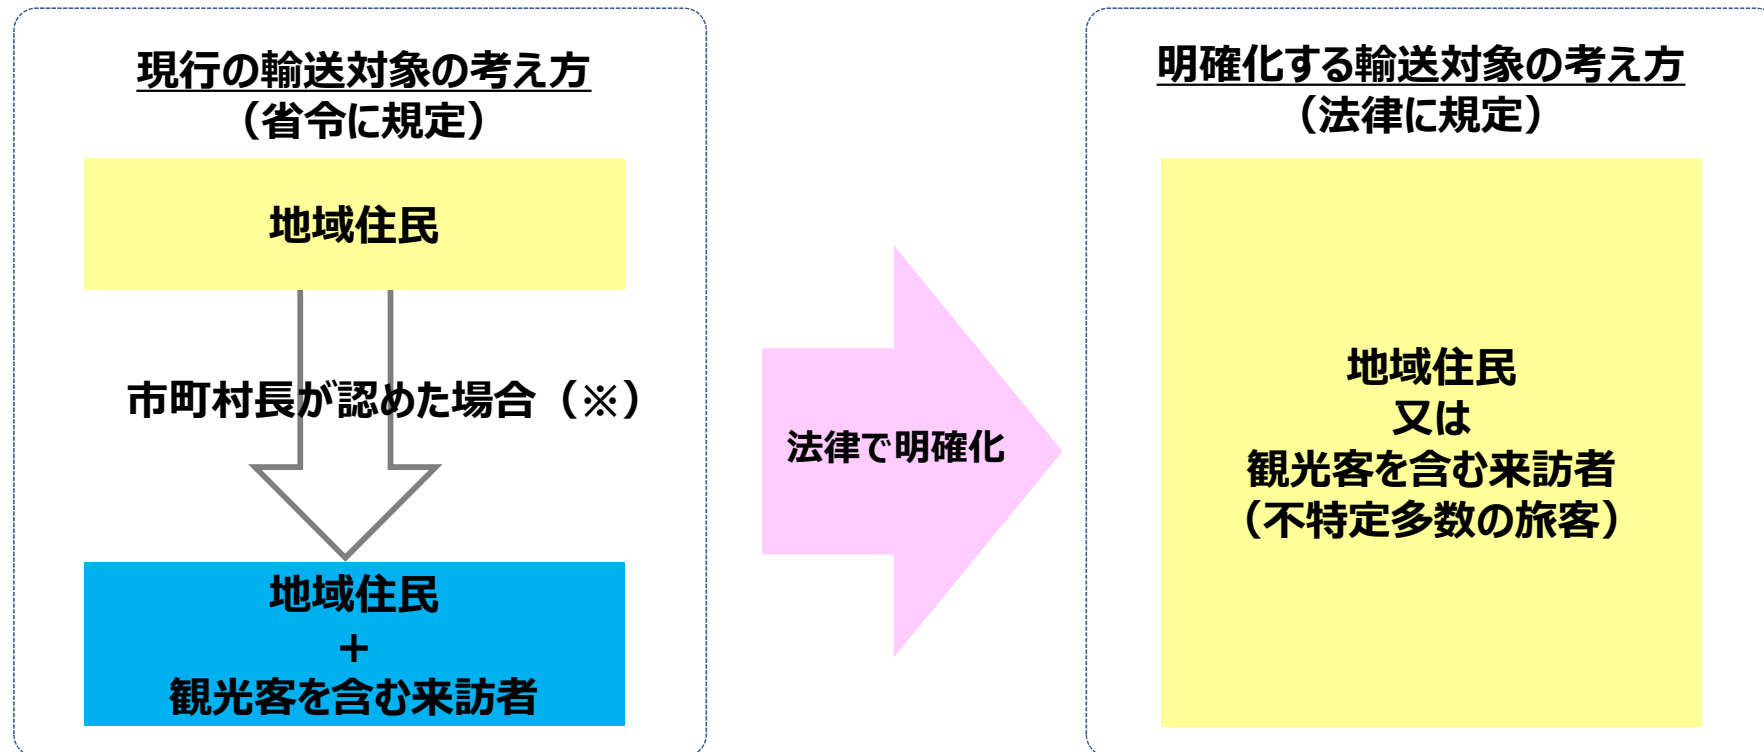 現行の輸送対象の考え方
（省令に規定）
地域住民
市町村長が認めた場合（※）
地域住民
＋
観光客を含む来訪者
法律で明確化
明確化する輸送対象の考え方
（法律に規定）
地域住民
又は
観光客を含む来訪者
（不特定多数の旅客）